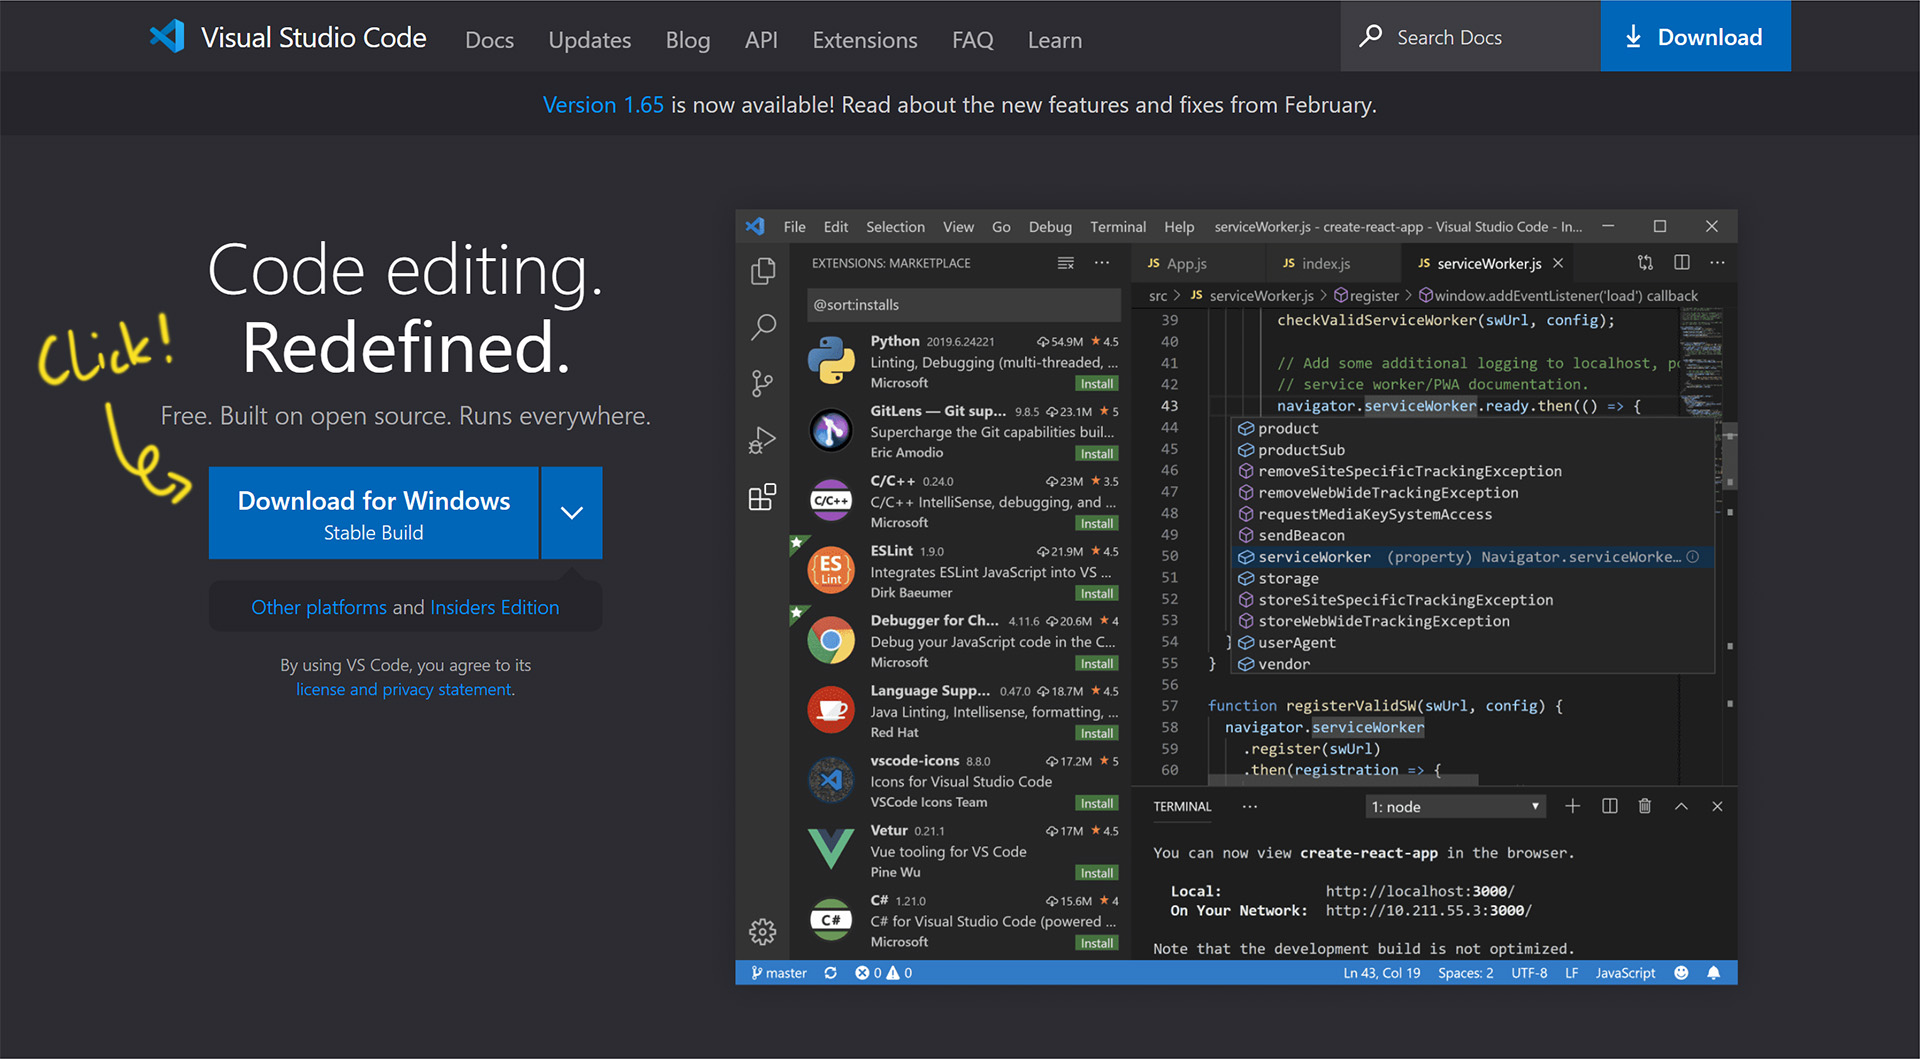 Visual Studio Code Docs Updates Blog API Extensions FAQ Learn Search Docs Download
Version 1.65 is now available! Read about the new features and fixes from February.
Code editing.
Redefined.
Click!
Free. Built on open source. Runs everywhere.
Download for Windows
Stable Build
Other platforms and Insiders Edition
By using VS Code, you agree to its
license and privacy statement.
File Edit Selection View Go Debug Terminal Help serviceWorker.js - create-react-app - Visual Studio Code - In...
EXTENSIONS: MARKETPLACE
@sort:installs
Python 2019.6.24221 54.9M 4.5
Linting, Debugging (multi-threaded, ...
Microsoft Install
GitLens — Git sup... 9.8.5 23.1M 5
Supercharge the Git capabilities buil...
Eric Amodio Install
C/C++
C/C++ 0.24.0 23M 3.5
C/C++ IntelliSense, debugging, and ...
Microsoft Install
ES
Lint
ESLint 1.9.0 21.9M 4.5
Integrates ESLint JavaScript into VS ...
Dirk Baeumer Install
Debugger for Ch... 4.11.6 20.6M 4
Debug your JavaScript code in the C...
Microsoft Install
Language Supp... 0.47.0 18.7M 4.5
Java Linting, Intellisense, formatting, ...
Red Hat Install
vscode-icons 8.8.0 17.2M 5
Icons for Visual Studio Code
VSCode Icons Team Install
Vetur 0.21.1 17M 4.5
Vue tooling for VS Code
Pine Wu Install
C#
C# 1.21.0 15.6M 4
C# for Visual Studio Code (powered ...
Microsoft Install
JS App.js JS index.js JS serviceWorker.js
src > JS serviceWorker.js > register > window.addEventListener('load') callback
39 checkValidServiceWorker(swUrl, config);
40
41 // Add some additional logging to localhost, po
42 // service worker/PWA documentation.
43 navigator.serviceWorker.ready.then(() => {
44 product
45 productSub
46 removeSiteSpecificTrackingException
47 removeWebWideTrackingException
48 requestMediaKeySystemAccess
49 sendBeacon
50 serviceWorker (property) Navigator.serviceWorke...
51 storage
52 storeSiteSpecificTrackingException
53 storeWebWideTrackingException
54 } userAgent
55 } vendor
56
57 function registerValidSW(swUrl, config) {
58 navigator.serviceWorker
59 .register(swUrl)
60 .then(registration => {
TERMINAL ... 1: node
You can now view create-react-app in the browser.
Local: http://localhost:3000/
On Your Network: http://10.211.55.3:3000/
Note that the development build is not optimized.
master 0 0 Ln 43, Col 19 Spaces: 2 UTF-8 LF JavaScript